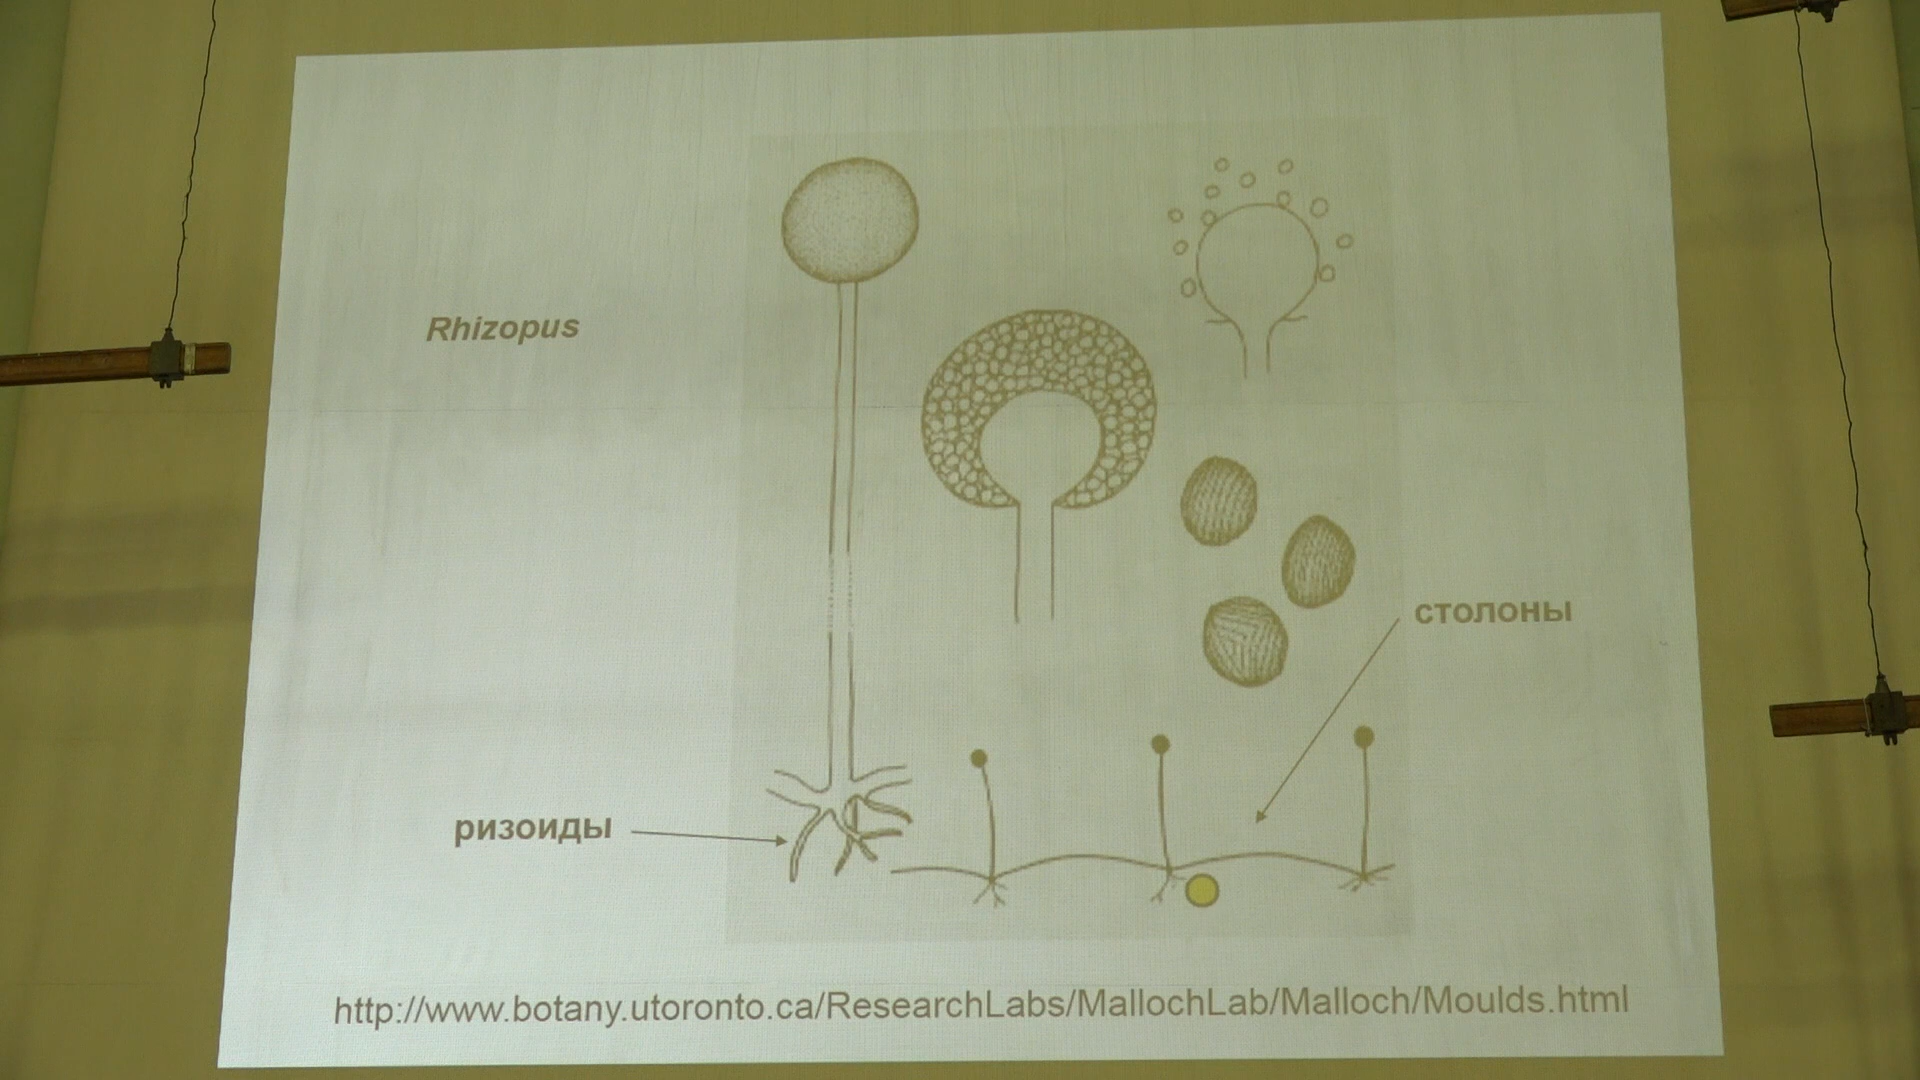 Rhizopus
столоны
ризоиды
http://www.botany.utoronto.ca/ResearchLabs/MallochLab/Malloch/Moulds.html